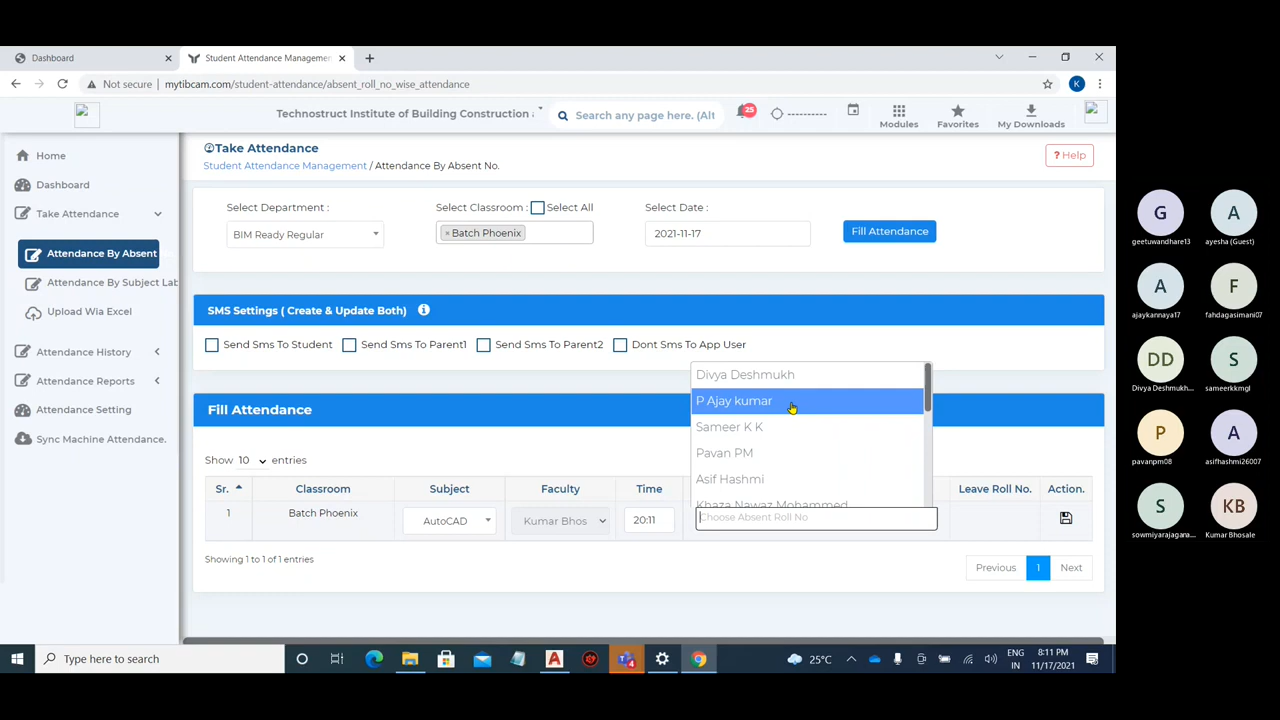 Dashboard
Student Attendance Managemen
Not secure
mytibcam.com/student-attendance/absent_roll_no_wise_attendance
K
Technostruct Institute of Building Construction a
Search any page here. (Alt
25
----------
Modules
Favorites
My Downloads
Home
Dashboard
Take Attendance
Attendance By Absent
Attendance By Subject Lab
Upload Wia Excel
Attendance History
Attendance Reports
Attendance Setting
Sync Machine Attendance.
Take Attendance
Student Attendance Management / Attendance By Absent No.
? Help
Select Department :
Select Classroom :
Select All
Select Date :
BIM Ready Regular
× Batch Phoenix
2021-11-17
Fill Attendance
SMS Settings ( Create & Update Both)
Send Sms To Student
Send Sms To Parent1
Send Sms To Parent2
Dont Sms To App User
Fill Attendance
Divya Deshmukh
P Ajay kumar
Sameer K K
Pavan PM
Asif Hashmi
Khaza Nawaz Mohammed
Choose Absent Roll No
Show 10 entries
Sr.
Classroom
Subject
Faculty
Time
Leave Roll No.
Action.
1
Batch Phoenix
AutoCAD
Kumar Bhos
20:11
Showing 1 to 1 of 1 entries
Previous
1
Next
Type here to search
25°C
ENG
IN
8:11 PM
11/17/2021
G
geetuwandhare13
A
ayesha (Guest)
A
ajaykannaya17
F
fahdagasimani07
DD
Divya Deshmukh...
S
sameerkkmgl
P
pavanpm08
A
asifhashmi26007
S
sowmiyarajagana...
KB
Kumar Bhosale